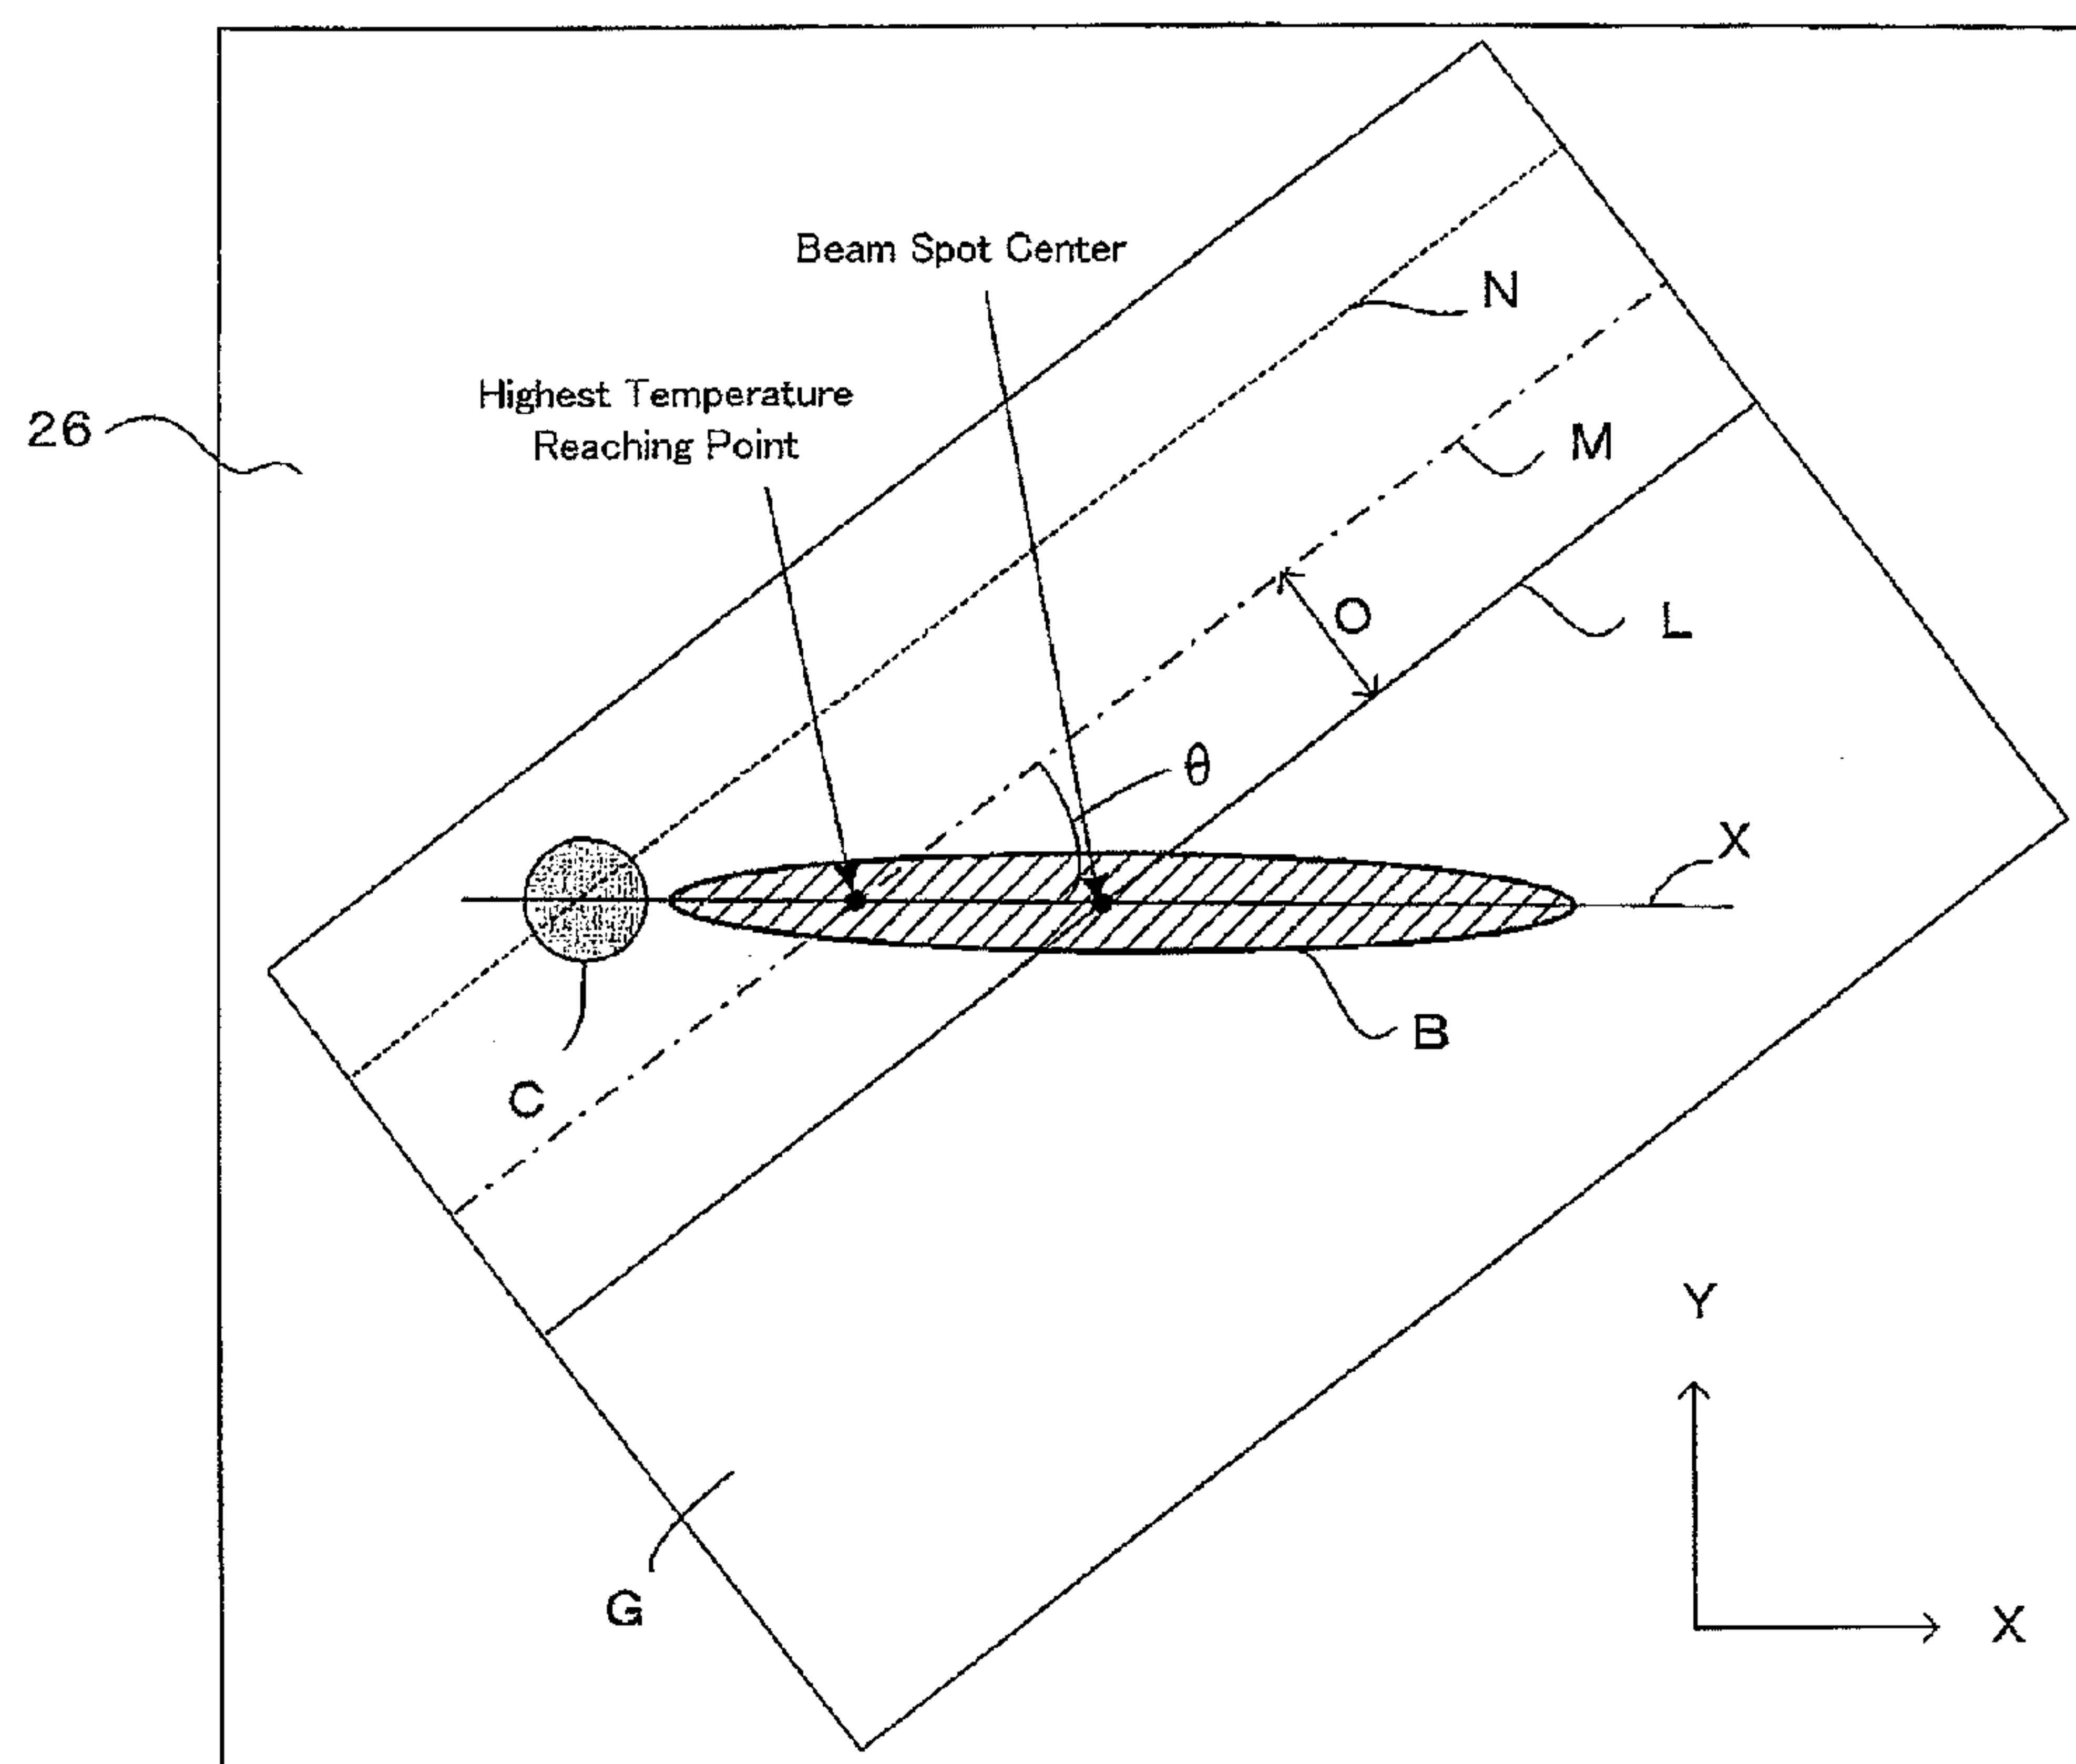 Beam Spot Center
N
Highest Temperature
Reaching Point
26
M
O
L
θ
X
B
C
Y
G
X